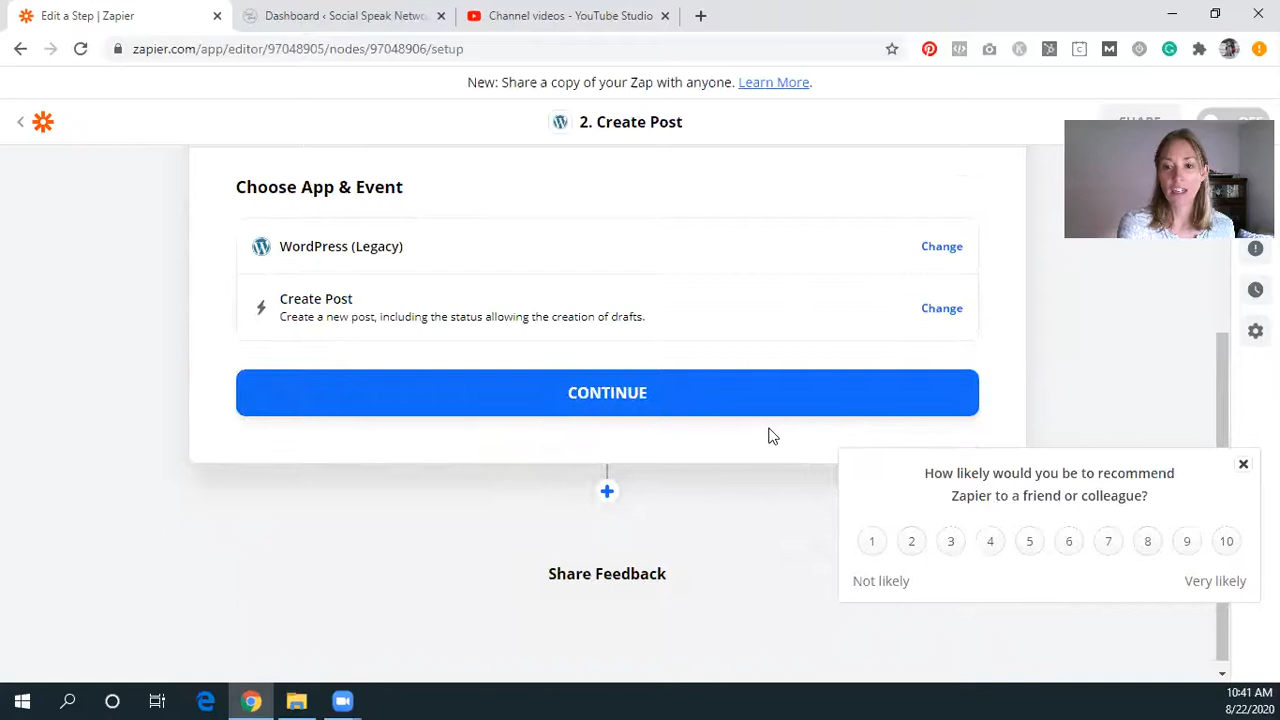 Edit a Step | Zapier
Dashboard ‹ Social Speak Netwo
Channel videos - YouTube Studio
zapier.com/app/editor/97048905/nodes/97048906/setup
New: Share a copy of your Zap with anyone. Learn More.
2. Create Post
SHARE
OFF
Choose App & Event
WordPress (Legacy)
Change
Create Post
Create a new post, including the status allowing the creation of drafts.
Change
CONTINUE
How likely would you be to recommend
Zapier to a friend or colleague?
1 2 3 4 5 6 7 8 9 10
Not likely
Very likely
Share Feedback
10:41 AM
8/22/2020